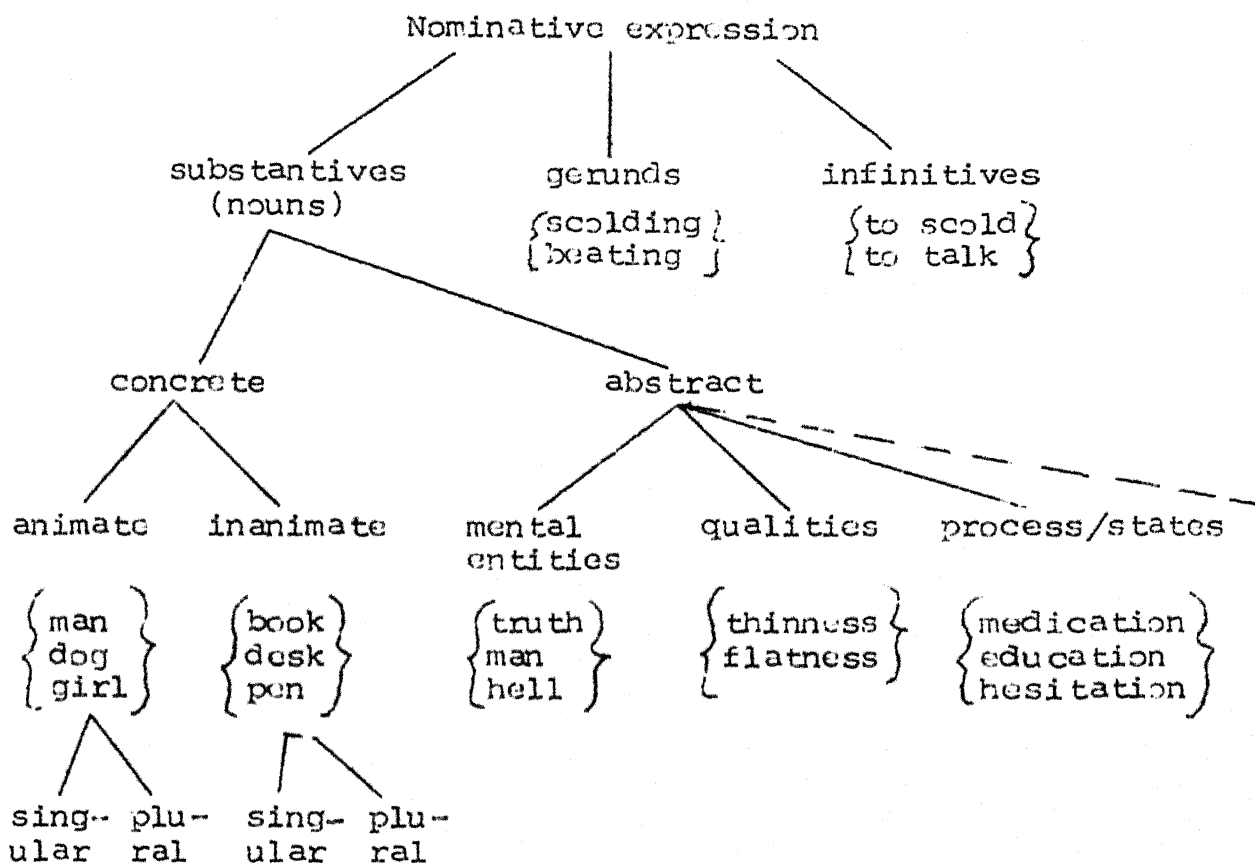 Nominative expression
substantives gerunds infinitives
(nouns)
{scolding} {to scold}
{beating} {to talk}
concrete abstract
animate inanimate mental qualities process/states
entities
{man} {book} {truth} {thinness} {medication}
{dog} {desk} {man} {flatness} {education}
{girl} {pen} {hell} {hesitation}
sing-- plu- sing- plu-
ular ral ular ral